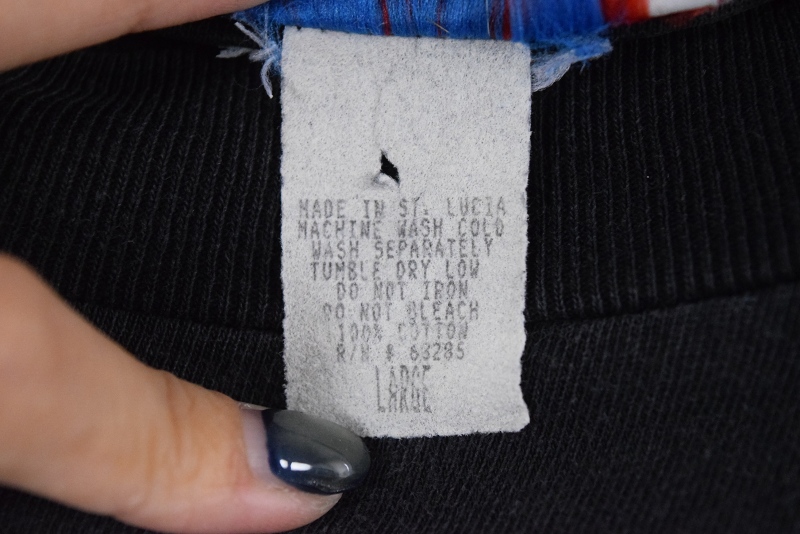 MADE IN ST. LUCIA
MACHINE WASH COLD
WASH SEPARATELY
TUMBLE DRY LOW
DO NOT IRON
DO NOT BLEACH
100% COTTON
R/N # 63285
LARGE